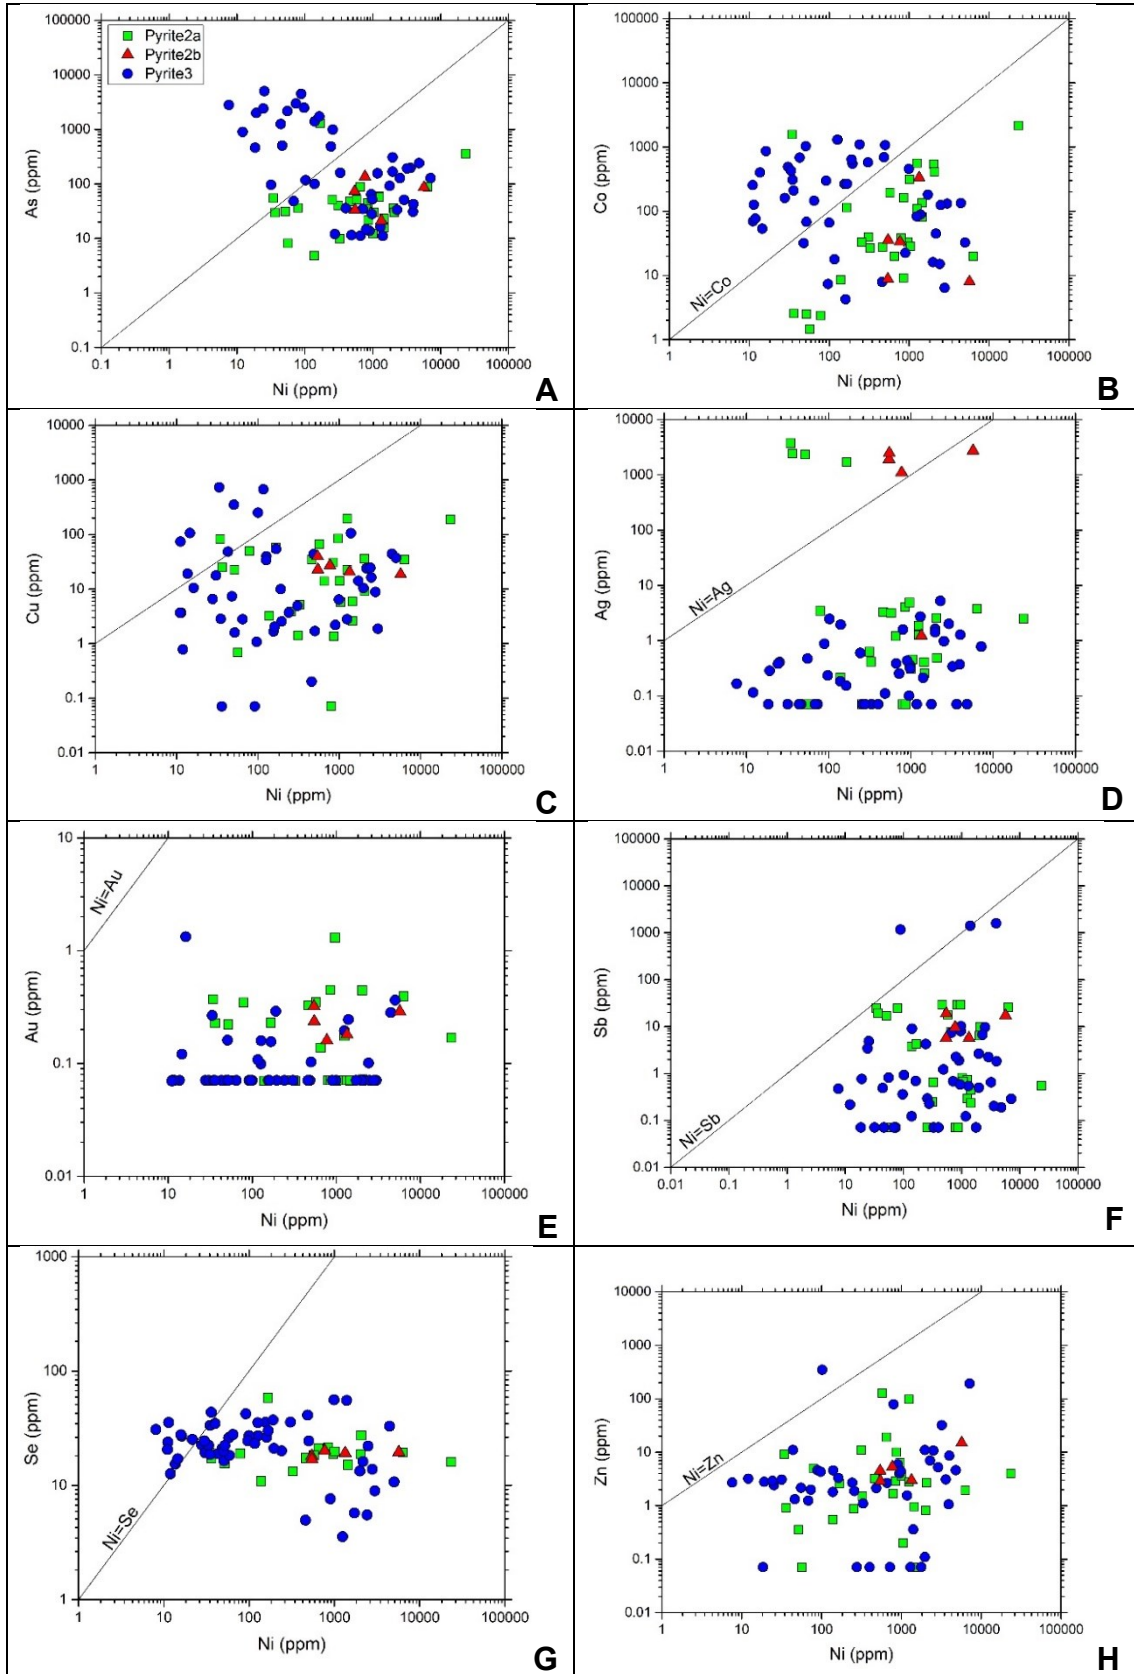 100000
10000
1000
100
10
1
0.1
As (ppm)
Pyrite2a
Pyrite2b
Pyrite3
0.1 1 10 100 1000 10000 100000
Ni (ppm)
A
100000
10000
1000
100
10
1
Co (ppm)
Ni=Co
1 10 100 1000 10000 100000
Ni (ppm)
B
10000
1000
100
10
1
0.1
0.01
Cu (ppm)
1 10 100 1000 10000 100000
Ni (ppm)
C
10000
1000
100
10
1
0.1
0.01
Ag (ppm)
Ni=Ag
1 10 100 1000 10000 100000
Ni (ppm)
D
10
1
0.1
0.01
Au (ppm)
Ni=Au
1 10 100 1000 10000 100000
Ni (ppm)
E
100000
10000
1000
100
10
1
0.1
0.01
Sb (ppm)
Ni=Sb
0.01 0.1 1 10 100 1000 10000 100000
Ni (ppm)
F
1000
100
10
1
Se (ppm)
Ni=Se
1 10 100 1000 10000 100000
Ni (ppm)
G
10000
1000
100
10
1
0.1
0.01
Zn (ppm)
Ni=Zn
1 10 100 1000 10000 100000
Ni (ppm)
H